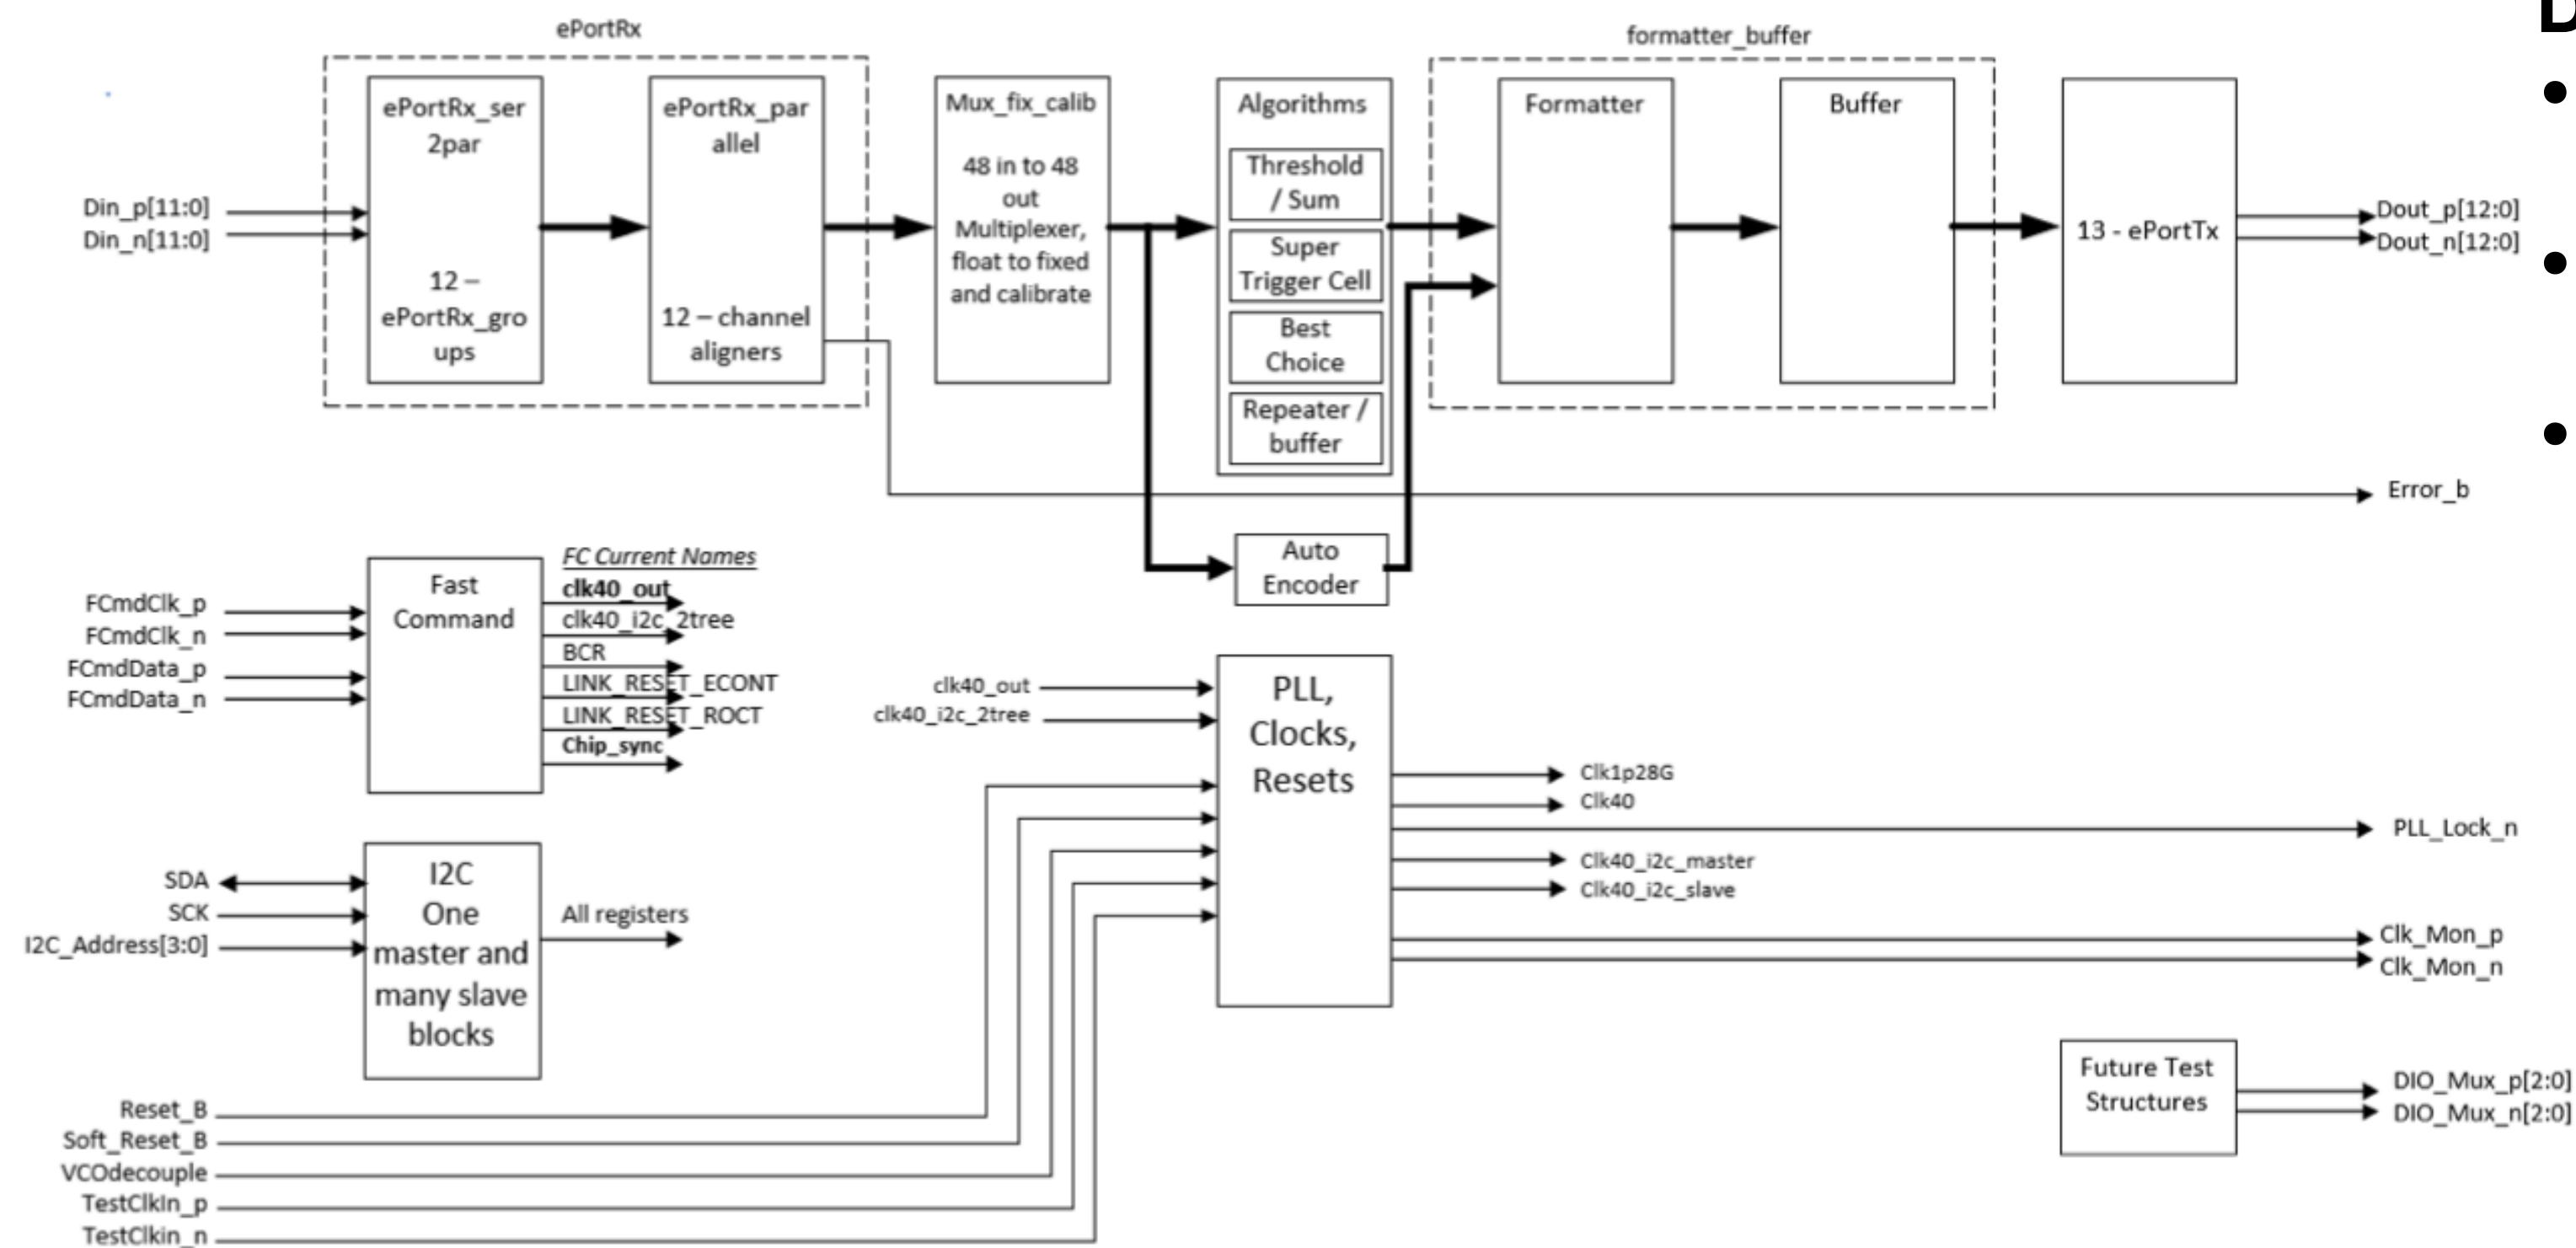 ePortRx
ePortRx_ser
2par
12 –
ePortRx_gro
ups
ePortRx_par
allel
12 – channel
aligners
Mux_fix_calib
48 in to 48
out
Multiplexer,
float to fixed
and calibrate
Algorithms
Threshold
/ Sum
Super
Trigger Cell
Best
Choice
Repeater /
buffer
formatter_buffer
Formatter
Buffer
13 - ePortTx
Din_p[11:0]
Din_n[11:0]
Dout_p[12:0]
Dout_n[12:0]
Error_b
Auto
Encoder
FCmdClk_p
FCmdClk_n
FCmdData_p
FCmdData_n
Fast
Command
FC Current Names
clk40_out
clk40_i2c_2tree
BCR
LINK_RESET_ECONT
LINK_RESET_ROCT
Chip_sync
clk40_out
clk40_i2c_2tree
PLL,
Clocks,
Resets
Clk1p28G
Clk40
PLL_Lock_n
Clk40_i2c_master
Clk40_i2c_slave
Clk_Mon_p
Clk_Mon_n
SDA
SCK
I2C_Address[3:0]
I2C
One
master and
many slave
blocks
All registers
Reset_B
Soft_Reset_B
VCOdecouple
TestClkIn_p
TestClkin_n
Future Test
Structures
DIO_Mux_p[2:0]
DIO_Mux_n[2:0]